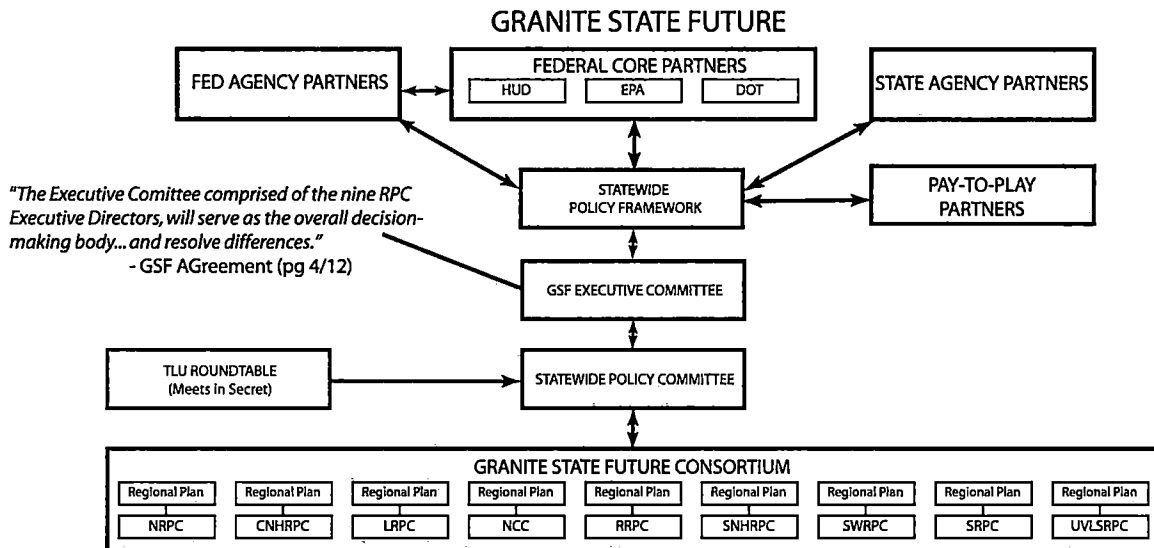 GRANITE STATE FUTURE
FED AGENCY PARTNERS
FEDERAL CORE PARTNERS
HUD
EPA
DOT
STATE AGENCY PARTNERS
"The Executive Comittee comprised of the nine RPC
Executive Directors, will serve as the overall decision-
making body... and resolve differences."
- GSF AGreement (pg 4/12)
STATEWIDE
POLICY FRAMEWORK
PAY-TO-PLAY
PARTNERS
GSF EXECUTIVE COMMITTEE
TLU ROUNDTABLE
(Meets in Secret)
STATEWIDE POLICY COMMITTEE
GRANITE STATE FUTURE CONSORTIUM
Regional Plan
Regional Plan
Regional Plan
Regional Plan
Regional Plan
Regional Plan
Regional Plan
Regional Plan
Regional Plan
NRPC
CNHRPC
LRPC
NCC
RRPC
SNHRPC
SWRPC
SRPC
UVLSRPC